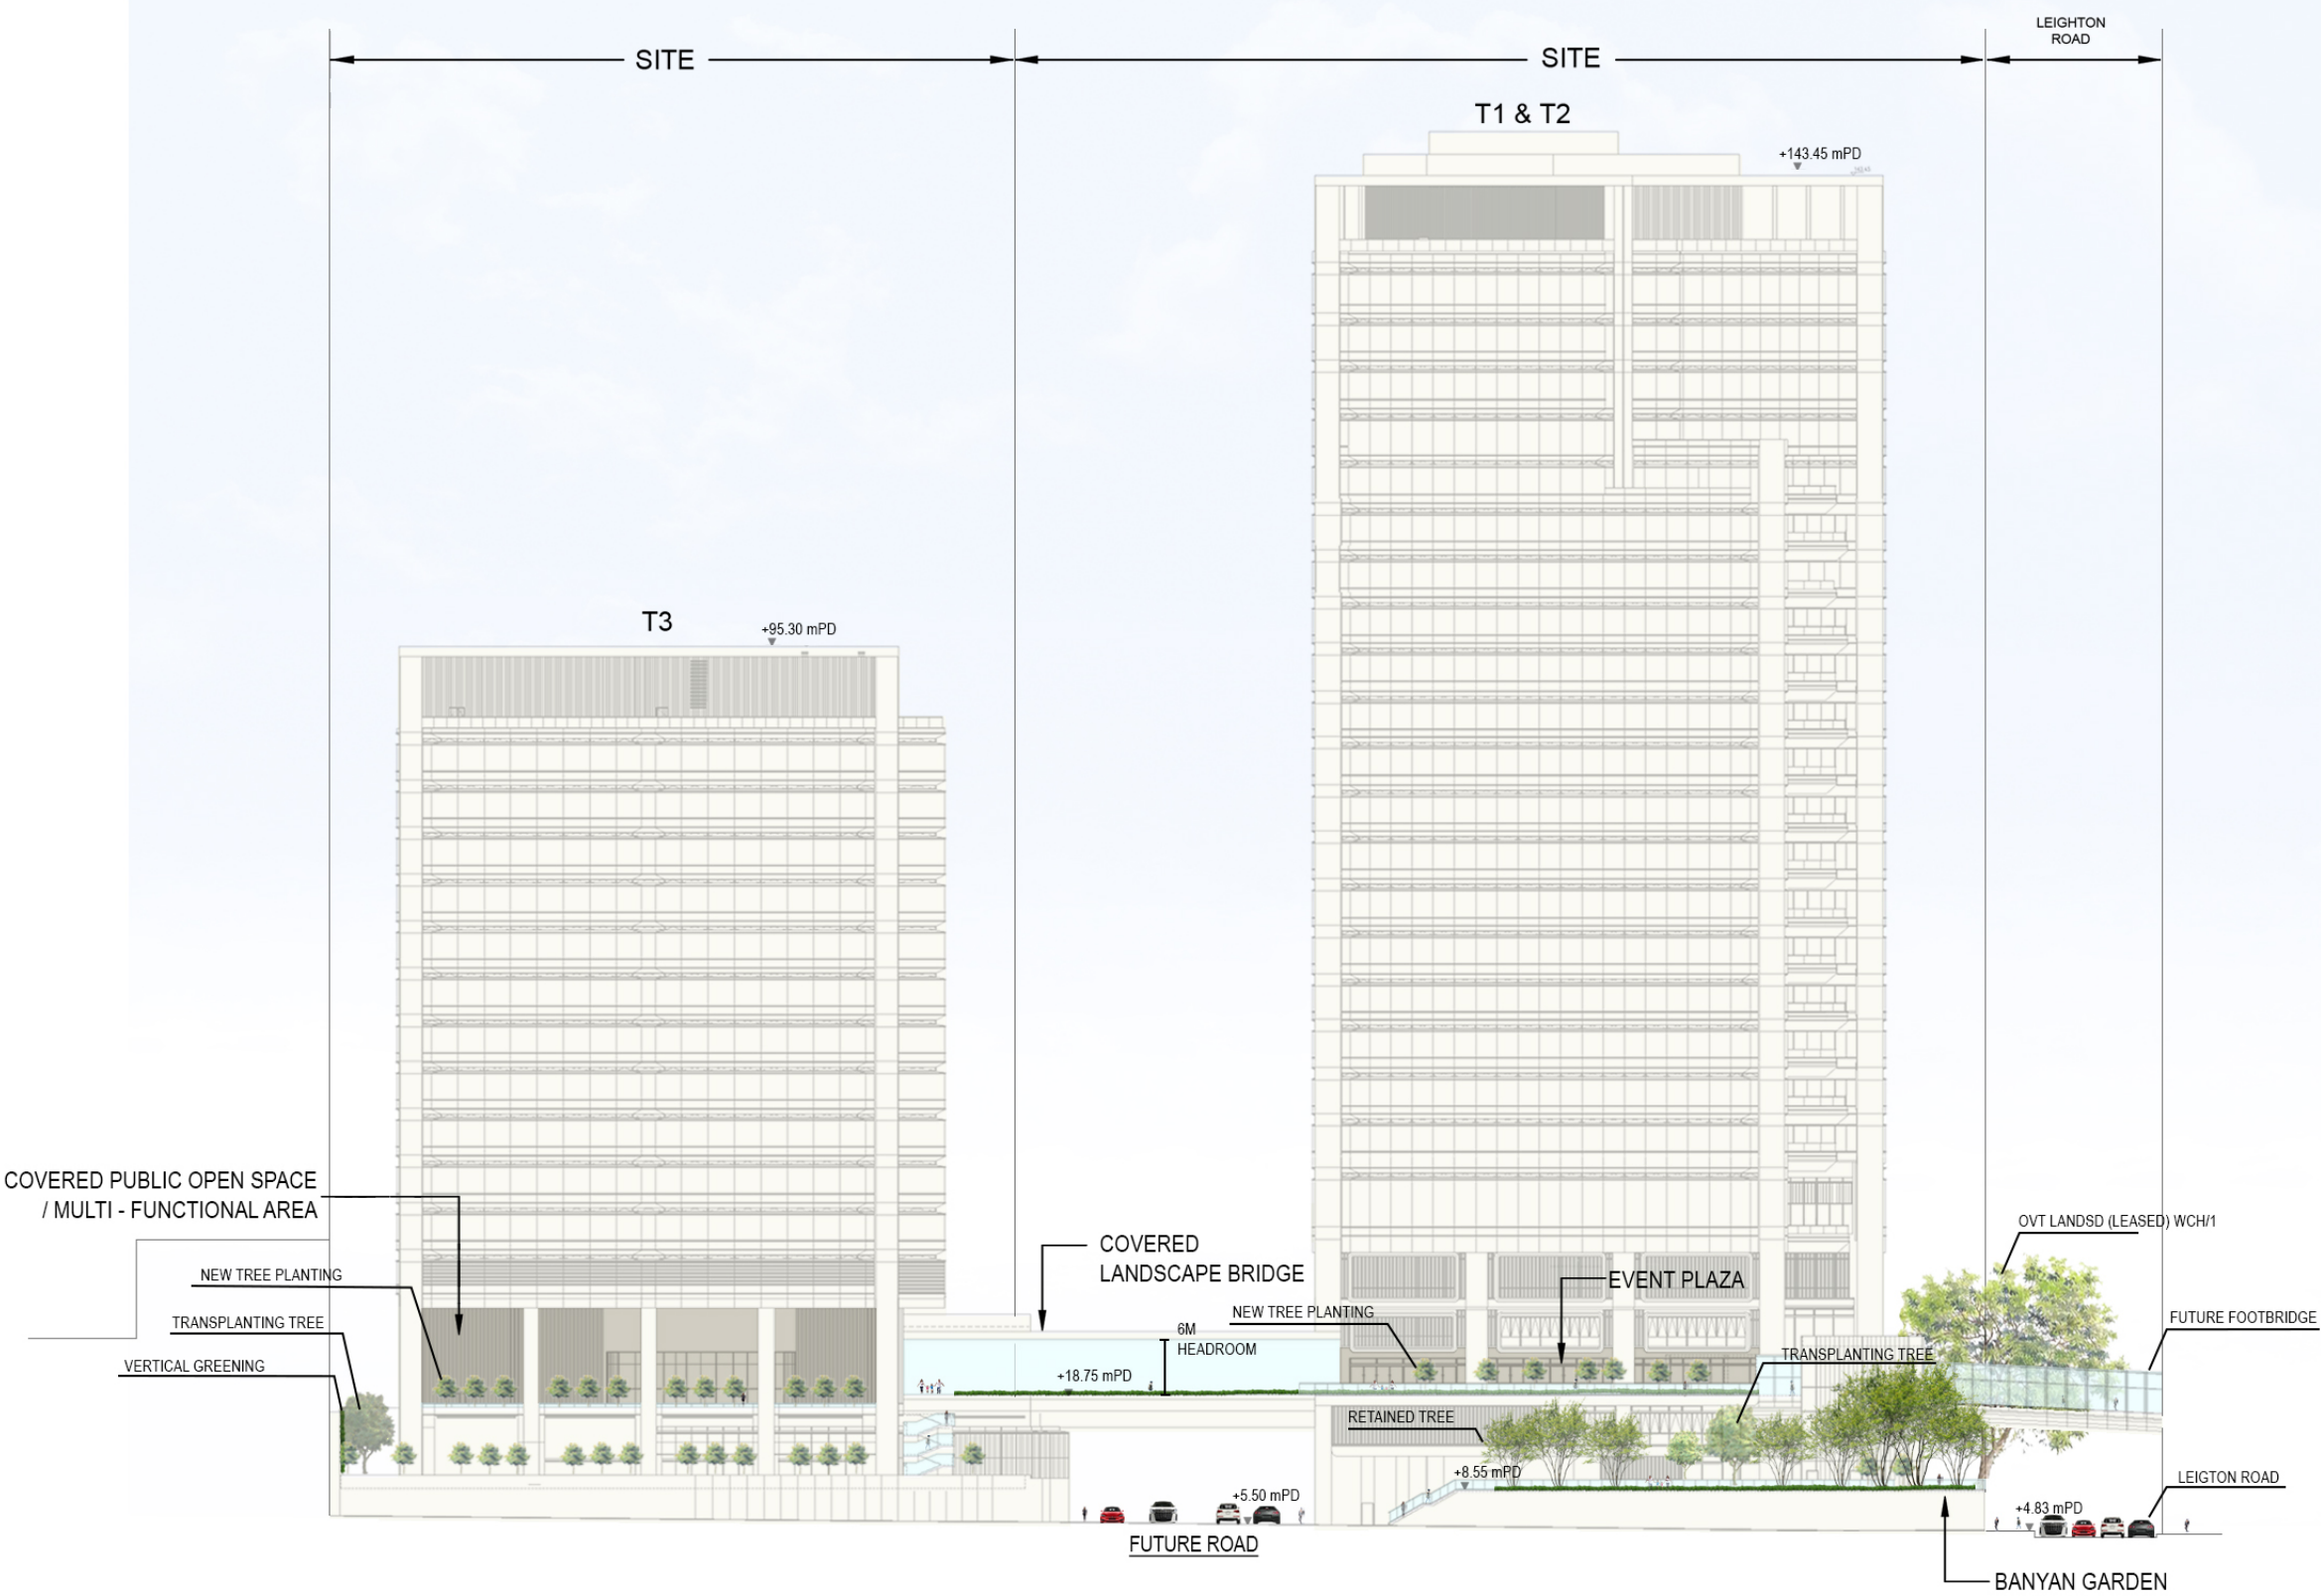 LEIGHTON
ROAD
SITE
SITE
T1 & T2
+143.45 mPD
T3
+95.30 mPD
COVERED PUBLIC OPEN SPACE
/ MULTI - FUNCTIONAL AREA
OVT LANDSD (LEASED) WCH/1
COVERED
LANDSCAPE BRIDGE
EVENT PLAZA
NEW TREE PLANTING
NEW TREE PLANTING
TRANSPLANTING TREE
FUTURE FOOTBRIDGE
6M
HEADROOM
TRANSPLANTING TREE
VERTICAL GREENING
+18.75 mPD
RETAINED TREE
+8.55 mPD
LEIGTON ROAD
+5.50 mPD
+4.83 mPD
FUTURE ROAD
BANYAN GARDEN